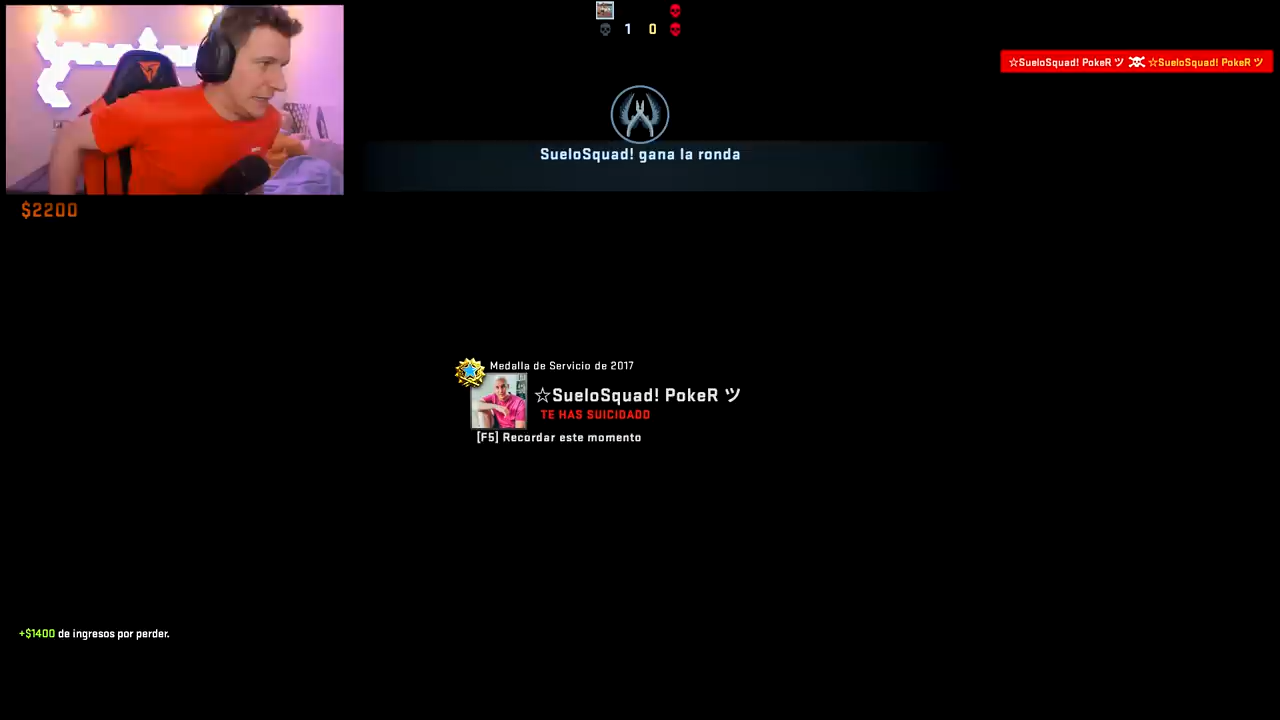 1 0
☆SueloSquad! PokeR ツ ☆SueloSquad! PokeR ツ
SueloSquad! gana la ronda
$2200
Medalla de Servicio de 2017
☆SueloSquad! PokeR ツ
TE HAS SUICIDADO
[F5] Recordar este momento
+$1400 de ingresos por perder.